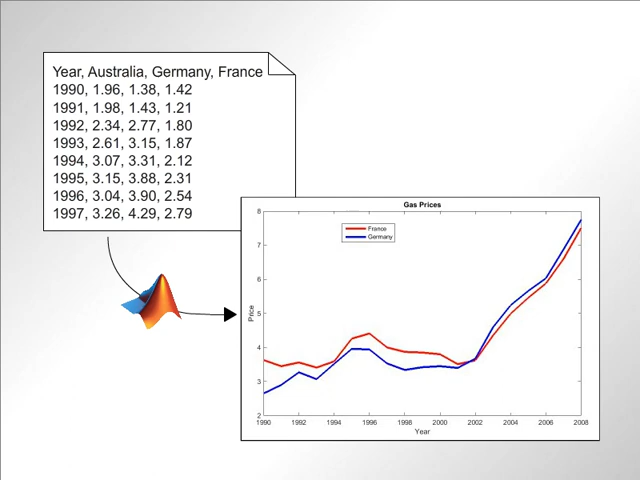 Year, Australia, Germany, France
1990, 1.96, 1.38, 1.42
1991, 1.98, 1.43, 1.21
1992, 2.34, 2.77, 1.80
1993, 2.61, 3.15, 1.87
1994, 3.07, 3.31, 2.12
1995, 3.15, 3.88, 2.31
1996, 3.04, 3.90, 2.54
1997, 3.26, 4.29, 2.79
Gas Prices
France
Germany
8
7
6
5
4
3
2
Price
1990 1992 1994 1996 1998 2000 2002 2004 2006 2008
Year